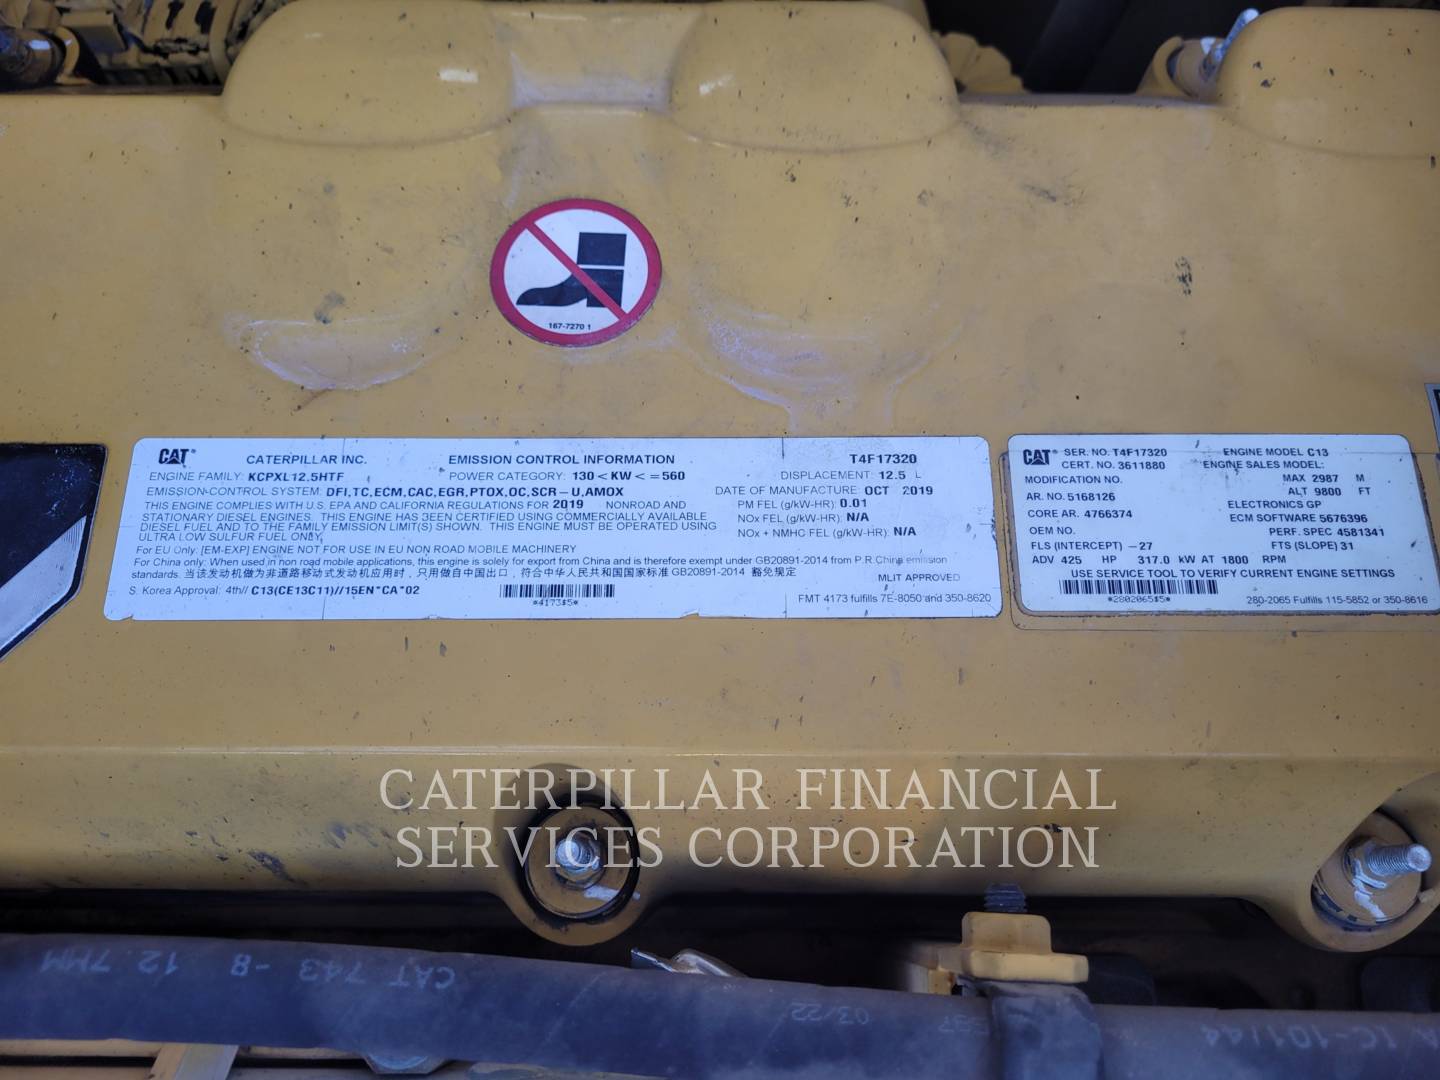 167-7270 1
CAT CATERPILLAR INC. EMISSION CONTROL INFORMATION T4F17320
ENGINE FAMILY: KCPXL12.5HTF POWER CATEGORY: 130<KW<=560 DISPLACEMENT: 12.5 L
EMISSION-CONTROL SYSTEM: DFI,TC,ECM,CAC,EGR,PTOX,OC,SCR-U,AMOX DATE OF MANUFACTURE: OCT 2019
THIS ENGINE COMPLIES WITH U.S. EPA AND CALIFORNIA REGULATIONS FOR 2019 NONROAD AND PM FEL (g/kW-HR): 0.01
STATIONARY DIESEL ENGINES. THIS ENGINE HAS BEEN CERTIFIED USING COMMERCIALLY AVAILABLE NOx FEL (g/kW-HR): N/A
DIESEL FUEL AND TO THE FAMILY EMISSION LIMIT(S) SHOWN. THIS ENGINE MUST BE OPERATED USING NOx + NMHC FEL (g/kW-HR): N/A
ULTRA LOW SULFUR FUEL ONLY.
For EU Only: [EM-EXP] ENGINE NOT FOR USE IN EU NON ROAD MOBILE MACHINERY
For China only: When used in non road mobile applications, this engine is solely for export from China and is therefore exempt under GB20891-2014 from P.R.China emission
standards. 当该发动机做为非道路移动式发动机应用时，只用做自中国出口，符合中华人民共和国国家标准 GB20891-2014 豁免规定 MLIT APPROVED
S. Korea Approval: 4th// C13(CE13C11)//15EN*CA*02 *4173$5* FMT 4173 fulfills 7E-8050 and 350-8620
CAT SER. NO. T4F17320 ENGINE MODEL C13
CERT. NO. 3611880 ENGINE SALES MODEL:
MODIFICATION NO. MAX 2987 M
AR. NO. 5168126 ALT 9800 FT
CORE AR. 4766374 ELECTRONICS GP
OEM NO. ECM SOFTWARE 5676396
PERF. SPEC 4581341
FLS (INTERCEPT) -27 FTS (SLOPE) 31
ADV 425 HP 317.0 kW AT 1800 RPM
USE SERVICE TOOL TO VERIFY CURRENT ENGINE SETTINGS
*2802065$5* 280-2065 Fulfills 115-5852 or 350-8616
CATERPILLAR FINANCIAL
SERVICES CORPORATION
CAT 743 -8 12.7MM
03/22
IC-101144